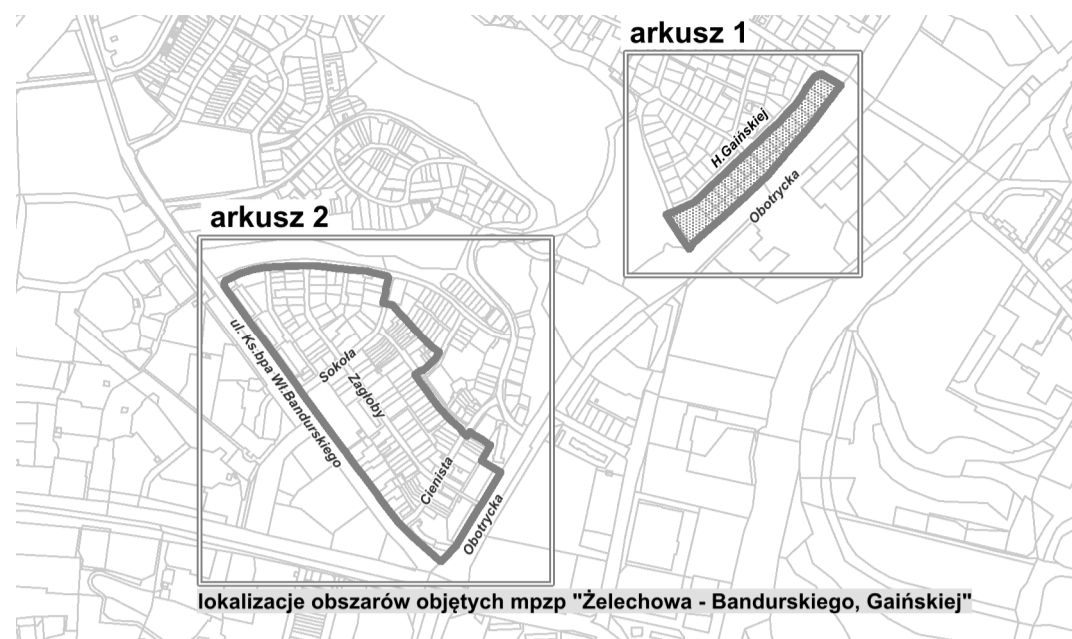 arkusz 1
H.Gaińskiej
Obotrycka
arkusz 2
ul. Ks.bpa Wł.Bandurskiego
Sokoła
Zagłoby
Cienista
Obotrycka
lokalizacje obszarów objętych mpzp "Żelechowa - Bandurskiego, Gaińskiej"